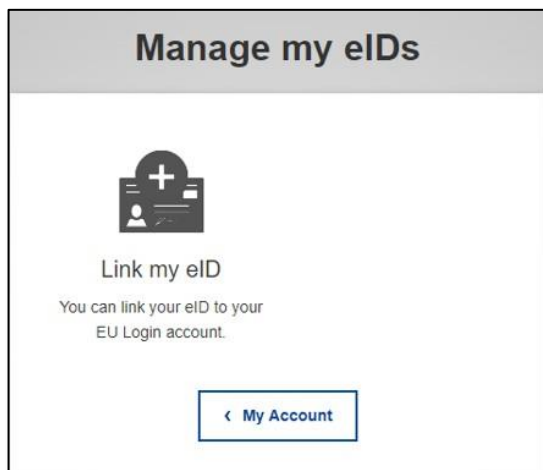 Manage my eIDs
Link my eID
You can link your eID to your
EU Login account.
‹ My Account